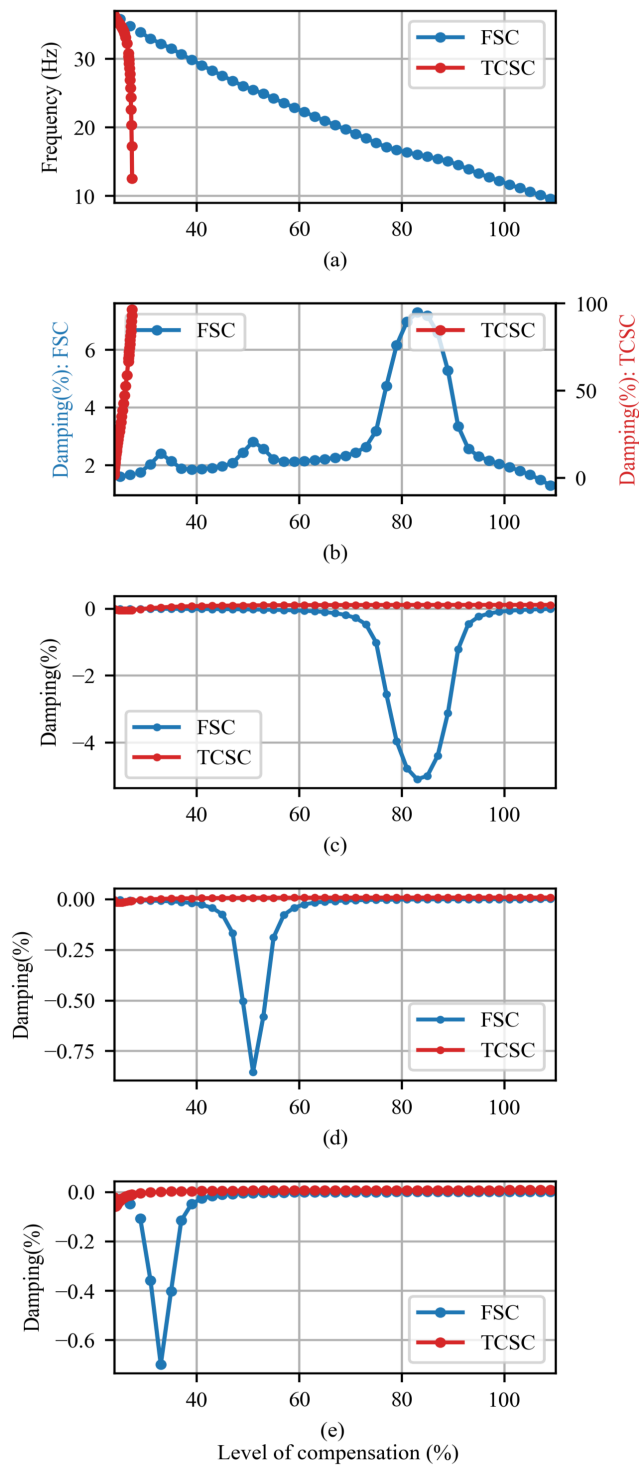 Frequency (Hz)
30
20
10
FSC
TCSC
40
60
80
100
(a)
Damping(%): FSC
6
4
2
FSC
TCSC
100
50
0
Damping(%): TCSC
40
60
80
100
(b)
Damping(%)
0
−2
−4
FSC
TCSC
40
60
80
100
(c)
Damping(%)
0.00
−0.25
−0.50
−0.75
FSC
TCSC
40
60
80
100
(d)
Damping(%)
0.0
−0.2
−0.4
−0.6
FSC
TCSC
40
60
80
100
(e)
Level of compensation (%)